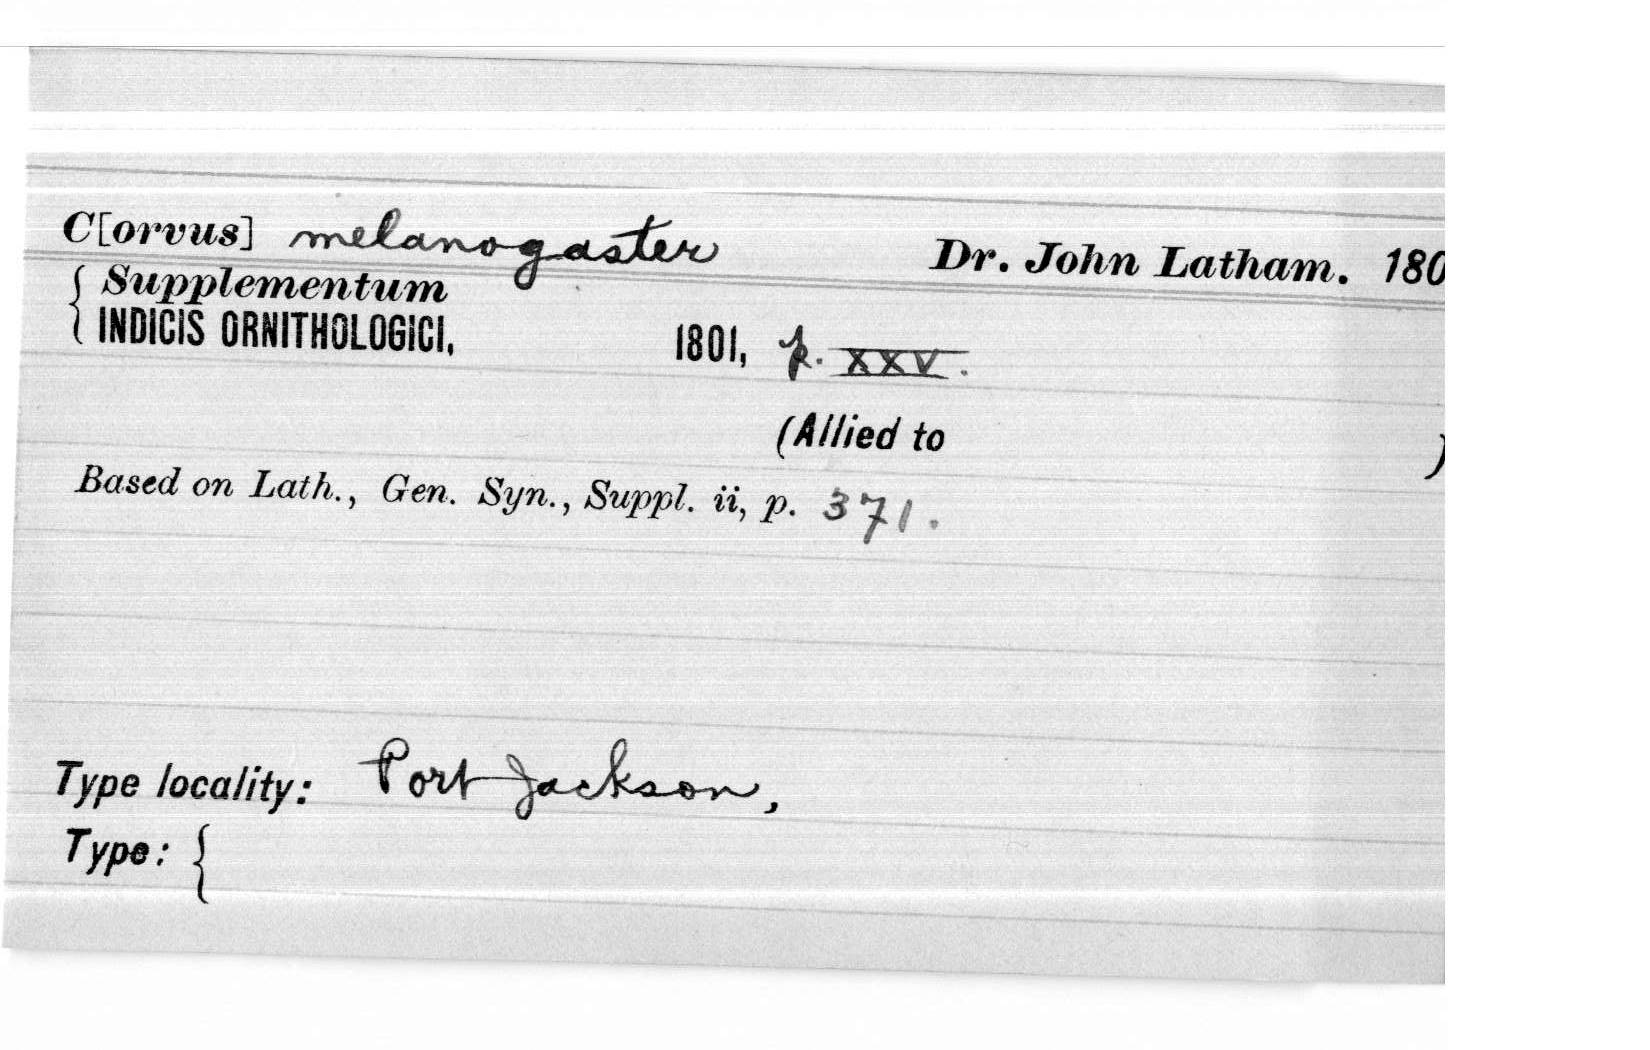 C[orvus] melanogaster Dr. John Latham. 180
{ Supplementum
INDICIS ORNITHOLOGICI, 1801, p. XXV.
(Allied to )
Based on Lath., Gen. Syn., Suppl. ii, p. 371.
Type locality: Port Jackson,
Type: {